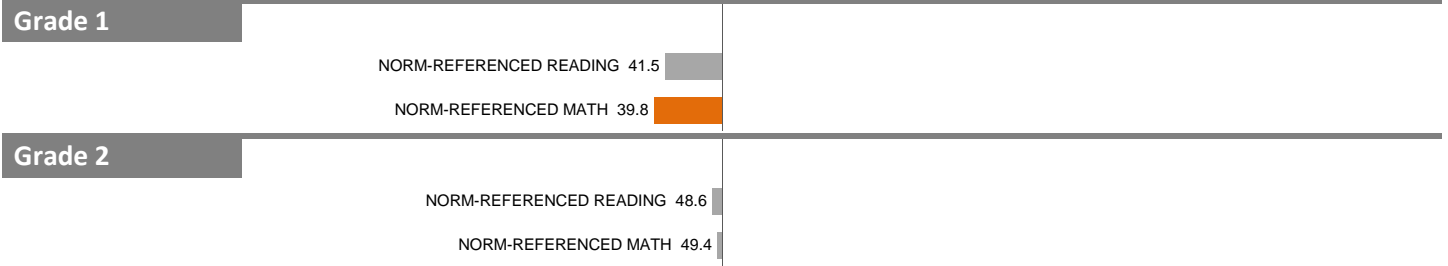 Grade 1
NORM-REFERENCED READING 41.5
NORM-REFERENCED MATH 39.8
Grade 2
NORM-REFERENCED READING 48.6
NORM-REFERENCED MATH 49.4